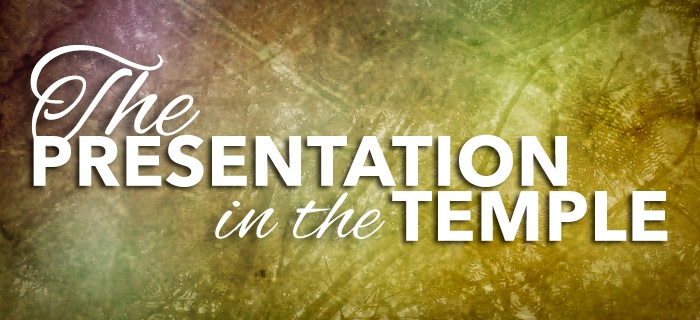 The
PRESENTATION
in the TEMPLE